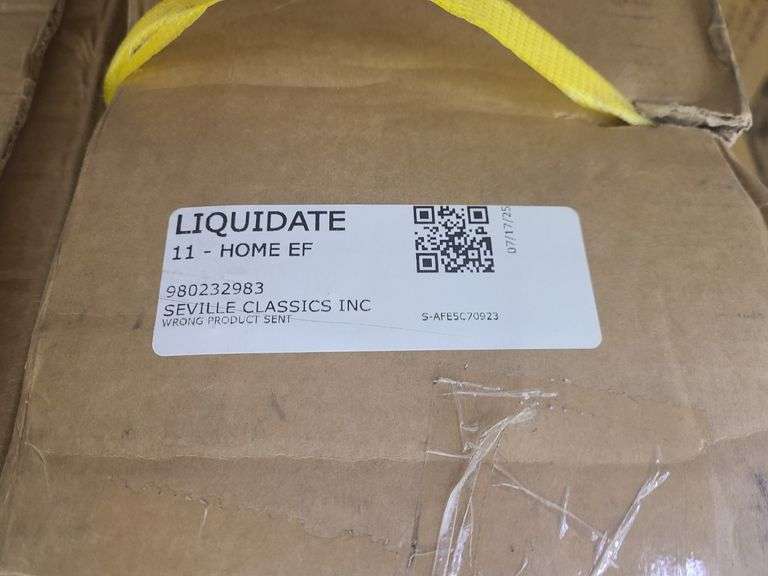 LIQUIDATE
11 - HOME EF
07/17/25
980232983
SEVILLE CLASSICS INC
WRONG PRODUCT SENT
S-AFE5C70923